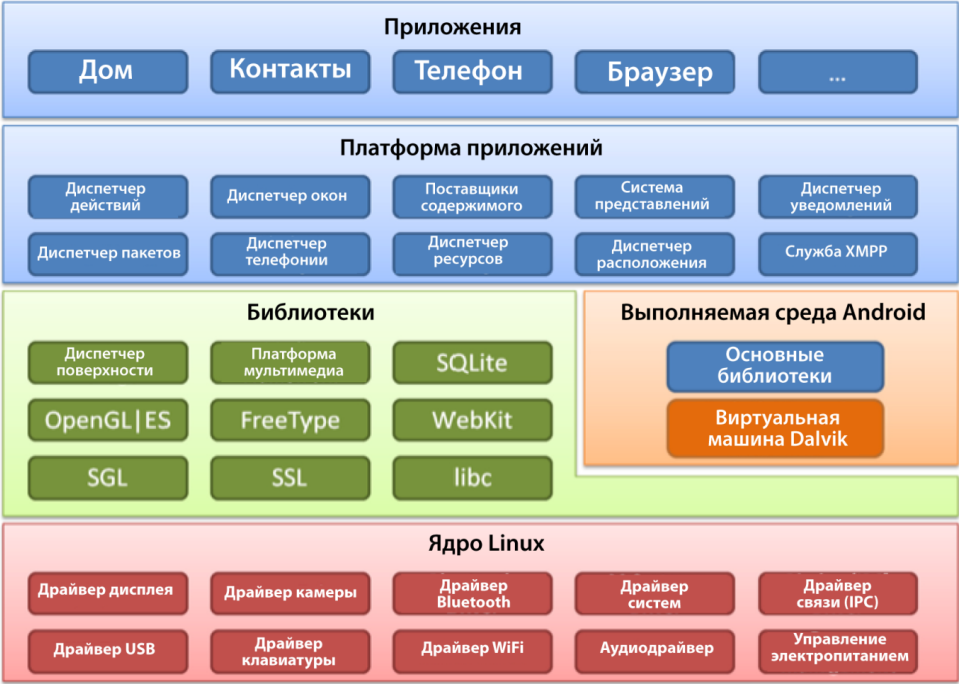 Приложения
Дом
Контакты
Телефон
Браузер
...
Платформа приложений
Диспетчер
действий
Диспетчер окон
Поставщики
содержимого
Система
представлений
Диспетчер
уведомлений
Диспетчер пакетов
Диспетчер
телефонии
Диспетчер
ресурсов
Диспетчер
расположения
Служба XMPP
Библиотеки
Диспетчер
поверхности
Платформа
мультимедиа
SQLite
OpenGL|ES
FreeType
WebKit
SGL
SSL
libc
Выполняемая среда Android
Основные
библиотеки
Виртуальная
машина Dalvik
Ядро Linux
Драйвер дисплея
Драйвер камеры
Драйвер
Bluetooth
Драйвер
систем
Драйвер
связи (IPC)
Драйвер USB
Драйвер
клавиатуры
Драйвер WiFi
Аудиодрайвер
Управление
электропитанием